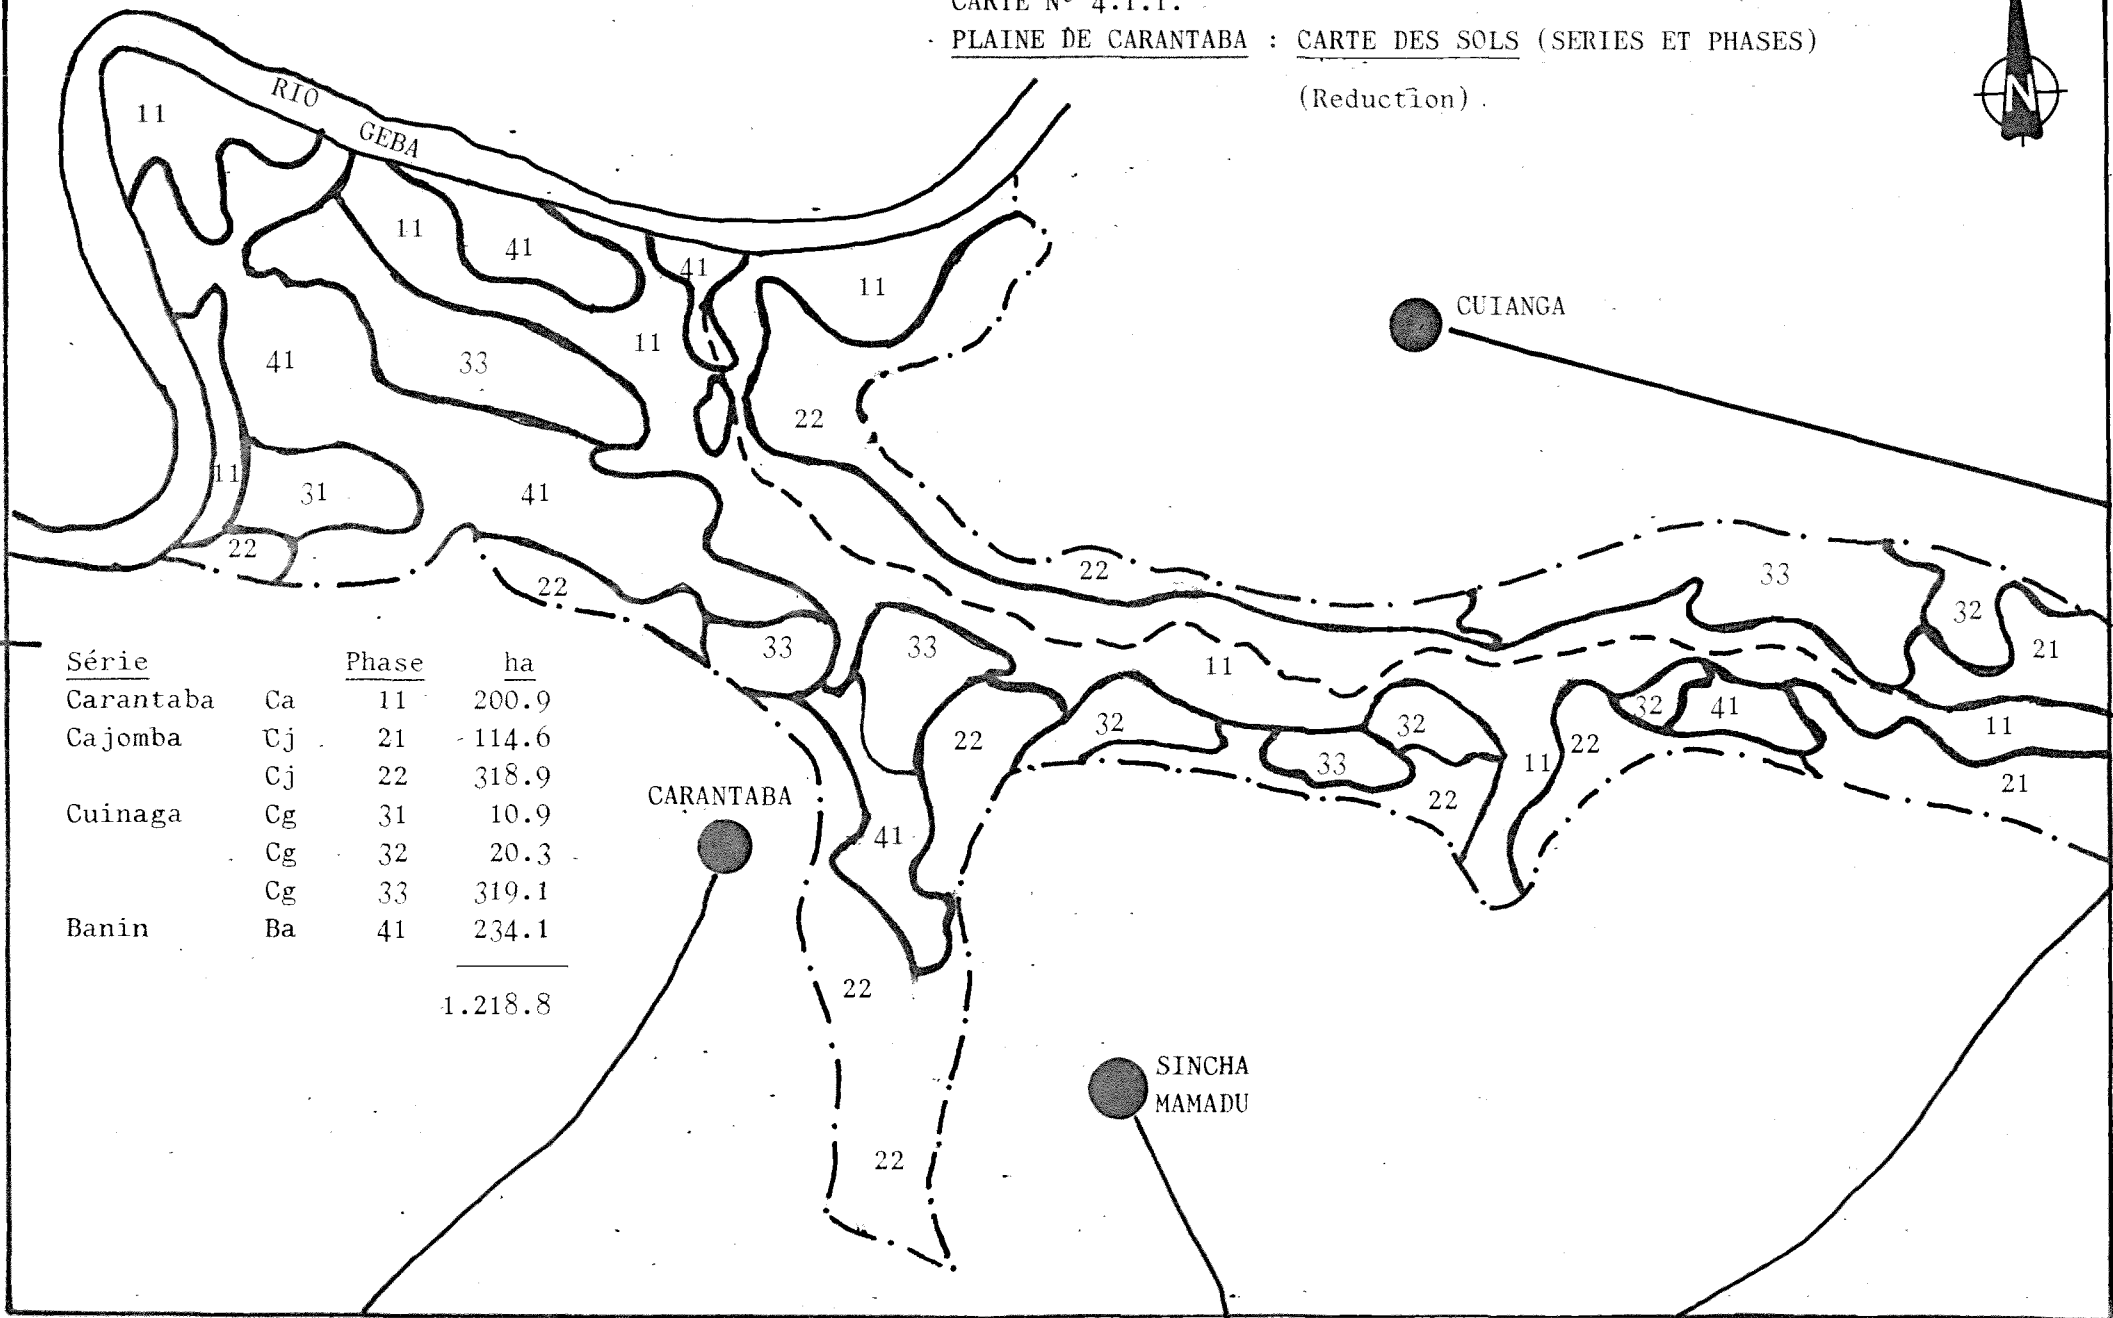 CARTE N° 4.1.1.
PLAINE DE CARANTABA : CARTE DES SOLS (SERIES ET PHASES)
(Reduction)
N
RIO
GEBA
11
11
41
41
11
11
41
33
22
CUIANGA
11
31
41
22
22
22
33
32
21
33
33
11
32
22
32
33
22
11
22
32
41
11
21
41
22
22
CARANTABA
SINCHA
MAMADU
Série Phase ha
Carantaba Ca 11 200.9
Cajomba Cj 21 114.6
Cj 22 318.9
Cuinaga Cg 31 10.9
Cg 32 20.3
Cg 33 319.1
Banin Ba 41 234.1
1.218.8